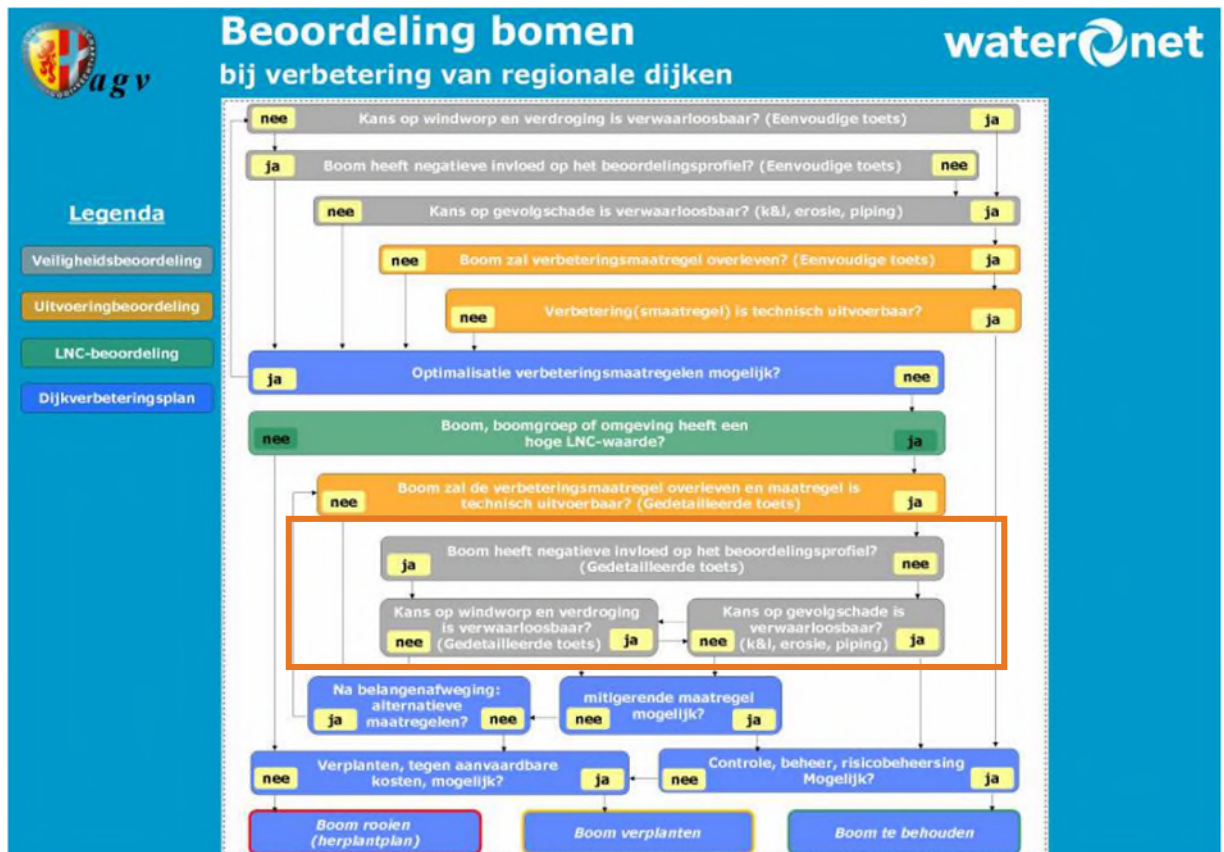 Beoordeling bomen
bij verbetering van regionale dijken
agv
waternet
Legenda
Veiligheidsbeoordeling
Uitvoeringbeoordeling
LNC-beoordeling
Dijkverbeteringsplan
nee Kans op windworp en verdroging is verwaarloosbaar? (Eenvoudige toets) ja
ja Boom heeft negatieve invloed op het beoordelingsprofiel? (Eenvoudige toets) nee
nee Kans op gevolgschade is verwaarloosbaar? (k&l, erosie, piping) ja
nee Boom zal verbeteringsmaatregel overleven? (Eenvoudige toets) ja
nee Verbetering(smaatregel) is technisch uitvoerbaar? ja
ja Optimalisatie verbeteringsmaatregelen mogelijk? nee
Boom, boomgroep of omgeving heeft een
nee hoge LNC-waarde? ja
Boom zal de verbeteringsmaatregel overleven en maatregel is
nee technisch uitvoerbaar? (Gedetailleerde toets) ja
Boom heeft negatieve invloed op het beoordelingsprofiel?
ja (Gedetailleerde toets) nee
Kans op windworp en verdroging
is verwaarloosbaar?
nee (Gedetailleerde toets) ja
Kans op gevolgschade is
verwaarloosbaar?
nee (k&l, erosie, piping) ja
Na belangenafweging:
alternatieve
ja maatregelen? nee
mitigerende maatregel
nee mogelijk? ja
Verplanten, tegen aanvaardbare
nee kosten, mogelijk? ja
Controle, beheer, risicobeheersing
nee Mogelijk? ja
Boom rooien
(herplantplan)
Boom verplanten
Boom te behouden